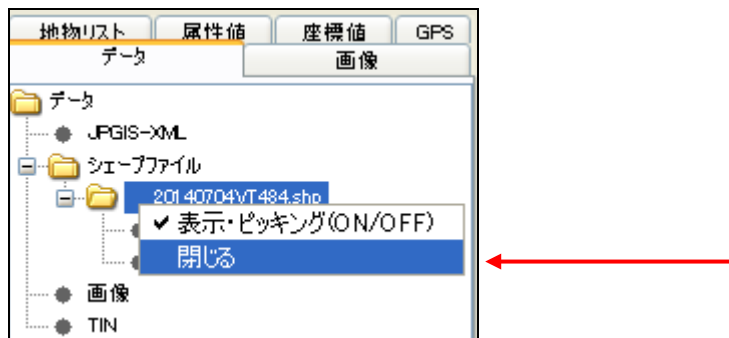 地物リスト 属性値 座標値 GPS
データ 画像
データ
JPGIS-XML
シェープファイル
20140704VT484.shp
✔ 表示・ピッキング(ON/OFF)
閉じる
画像
TIN